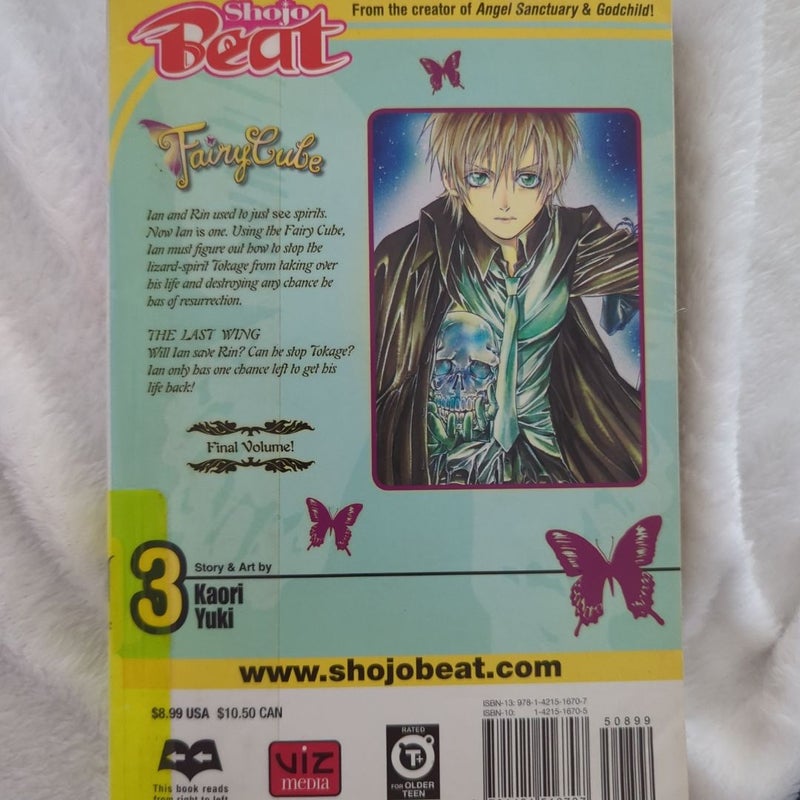 Shojo
Beat
From the creator of Angel Sanctuary & Godchild!
Fairy Cube
Ian and Rin used to just see spirits.
Now Ian is one. Using the Fairy Cube,
Ian must figure out how to stop the
lizard-spirit Tokage from taking over
his life and destroying any chance he
has of resurrection.
THE LAST WING
Will Ian save Rin? Can he stop Tokage?
Ian only has one chance left to get his
life back!
Final Volume!
3
Story & Art by
Kaori
Yuki
www.shojobeat.com
$8.99 USA $10.50 CAN
ISBN-13: 978-1-4215-1670-7
ISBN-10: 1-4215-1670-5
50899
This book reads
from right to left
VIZ
MEDIA
RATED
T+
FOR OLDER
TEEN